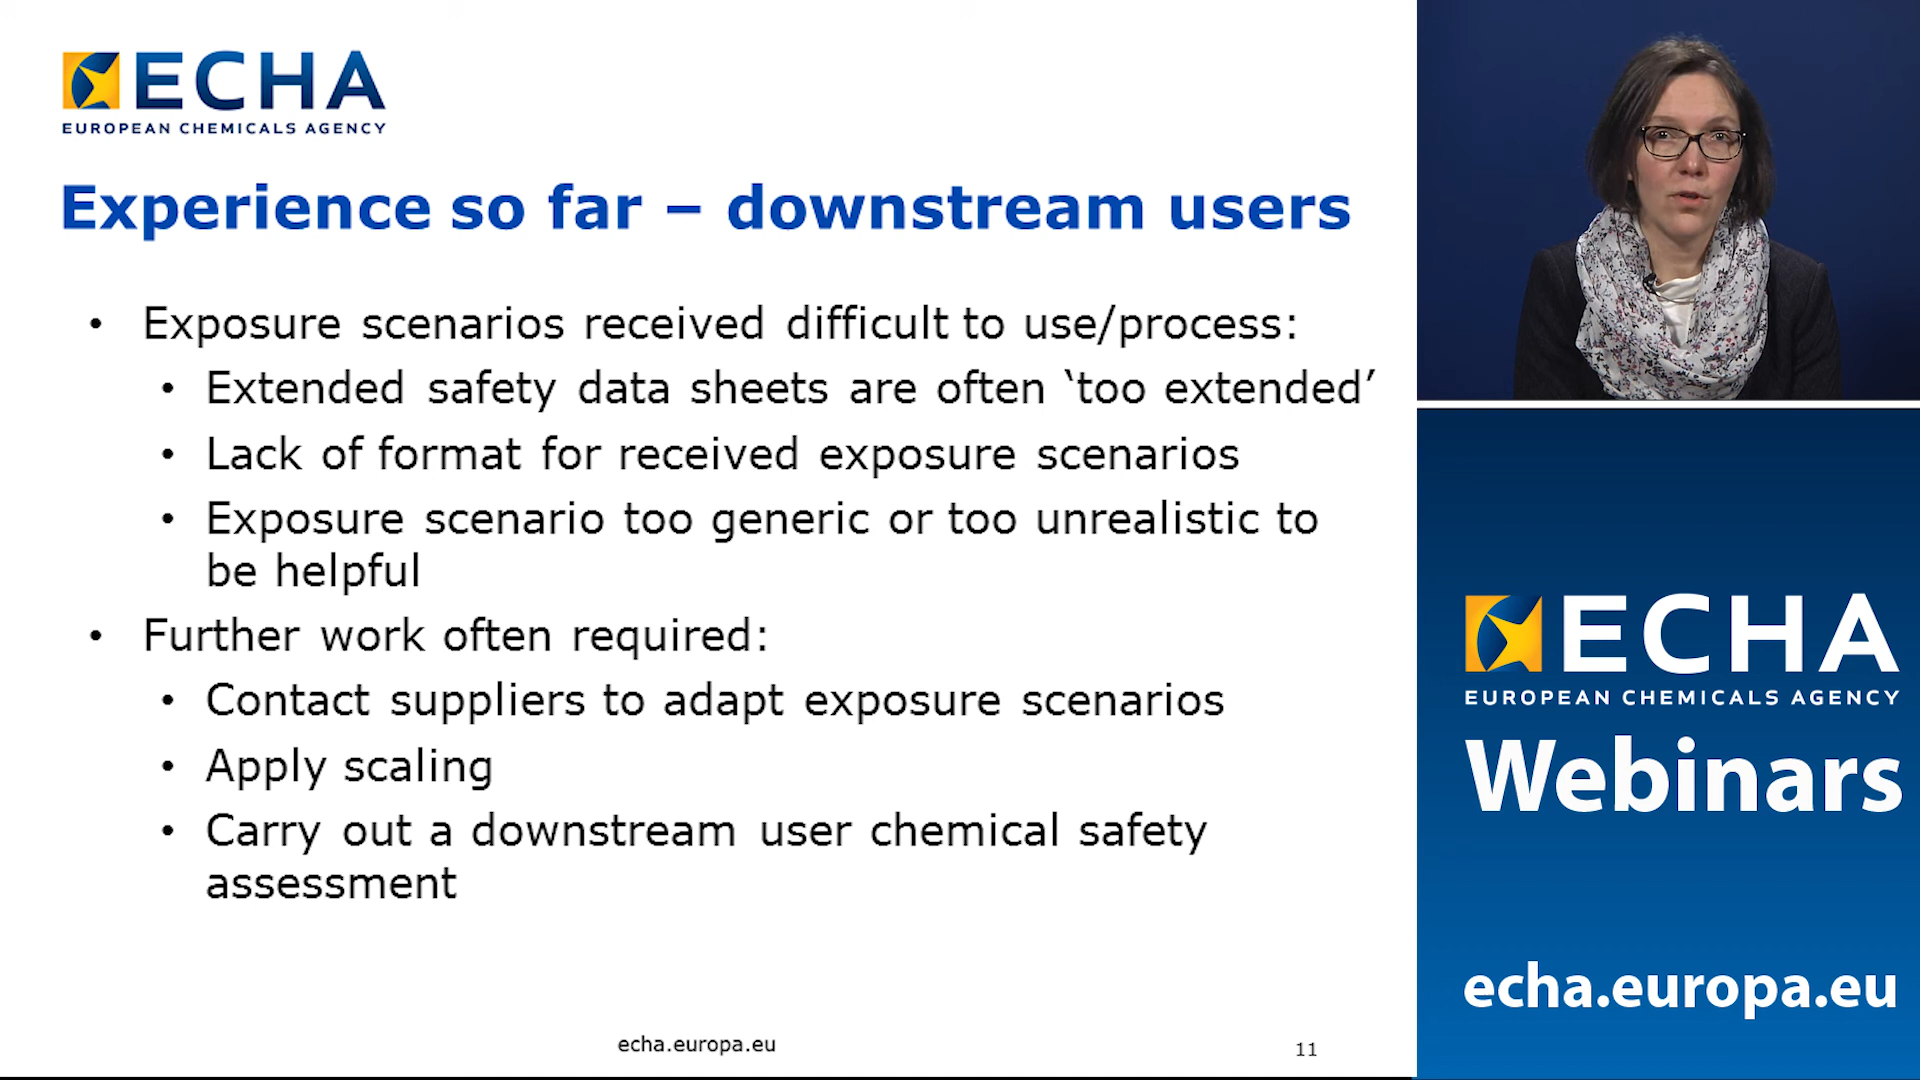 ECHA
EUROPEAN CHEMICALS AGENCY
Experience so far – downstream users
• Exposure scenarios received difficult to use/process:
• Extended safety data sheets are often ‘too extended’
• Lack of format for received exposure scenarios
• Exposure scenario too generic or too unrealistic to
be helpful
• Further work often required:
• Contact suppliers to adapt exposure scenarios
• Apply scaling
• Carry out a downstream user chemical safety
assessment
echa.europa.eu
11
ECHA
EUROPEAN CHEMICALS AGENCY
Webinars
echa.europa.eu